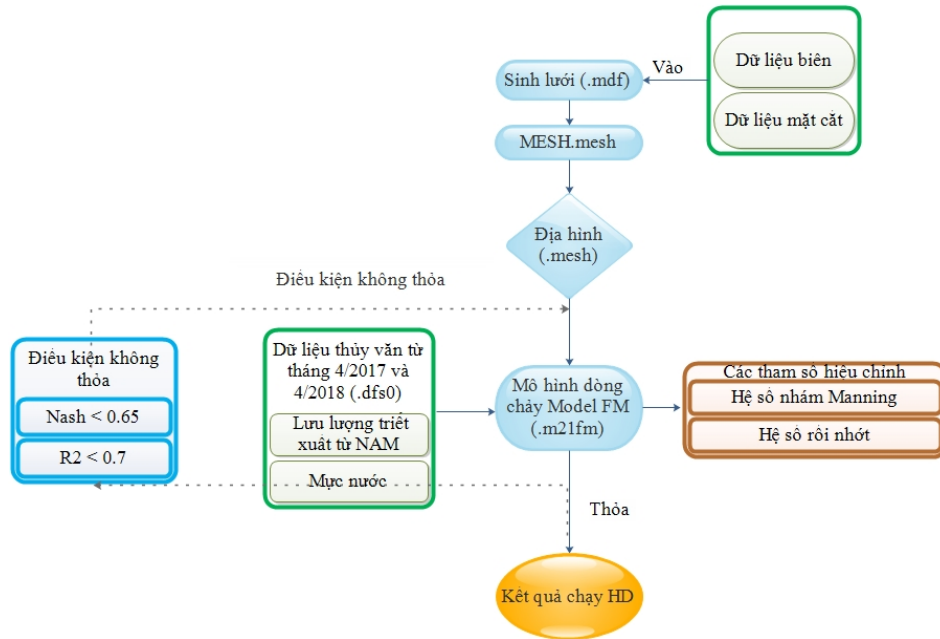 Dữ liệu biên
Vào
Sinh lưới (.mdf)
Dữ liệu mặt cắt
MESH.mesh
Địa hình
(.mesh)
Điều kiện không thỏa
Điều kiện không
thỏa
Nash < 0.65
R2 < 0.7
Dữ liệu thủy văn từ
tháng 4/2017 và
4/2018 (.dfs0)
Lưu lượng triết
xuất từ NAM
Mực nước
Mô hình dòng
chảy Model FM
(.m21fm)
Các tham số hiệu chỉnh
Hệ số nhám Manning
Hệ số rối nhớt
Thỏa
Kết quả chạy HD